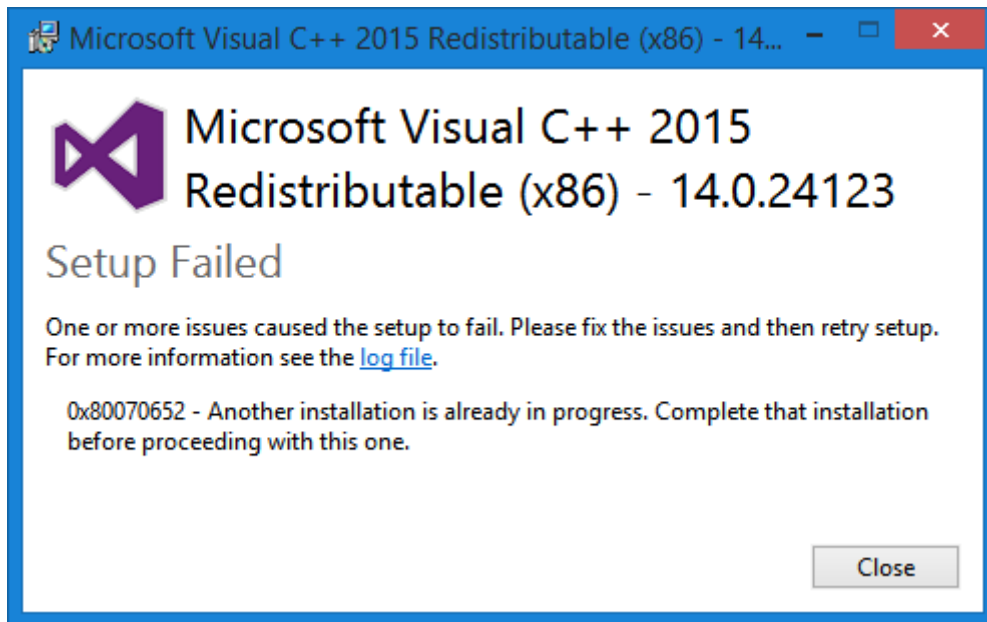 Microsoft Visual C++ 2015 Redistributable (x86) - 14...
Microsoft Visual C++ 2015
Redistributable (x86) - 14.0.24123
Setup Failed
One or more issues caused the setup to fail. Please fix the issues and then retry setup.
For more information see the log file.
0x80070652 - Another installation is already in progress. Complete that installation
before proceeding with this one.
Close